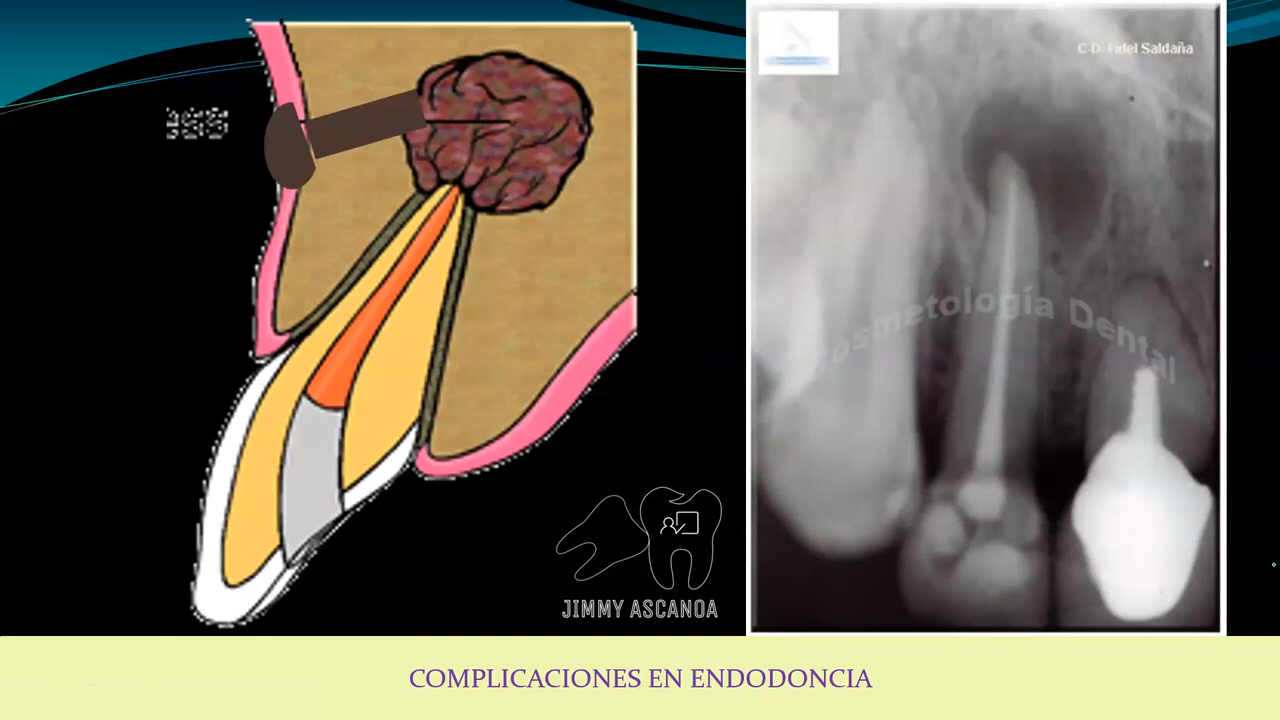 C-D- Fidel Saldaña
Cosmetología Dental
JIMMY ASCANOA
COMPLICACIONES EN ENDODONCIA